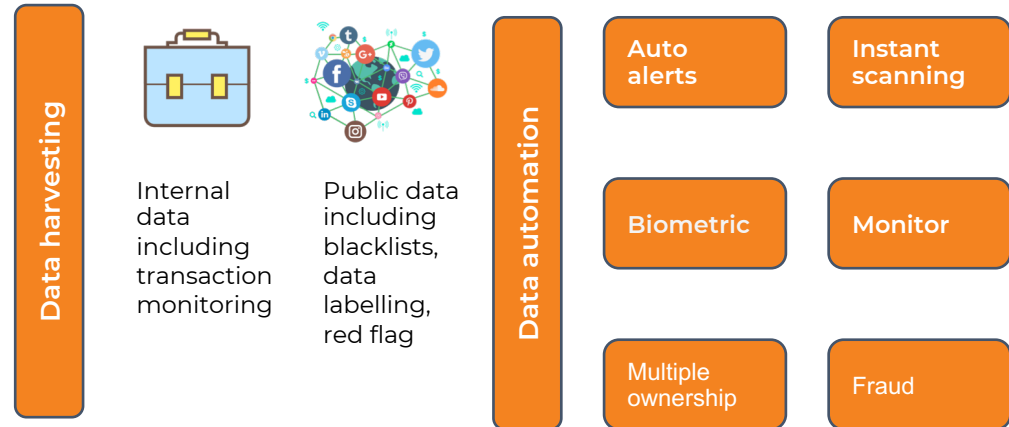 Data harvesting
Internal
data
including
transaction
monitoring
Public data
including
blacklists,
data
labelling,
red flag
Data automation
Auto
alerts
Instant
scanning
Biometric
Monitor
Multiple
ownership
Fraud